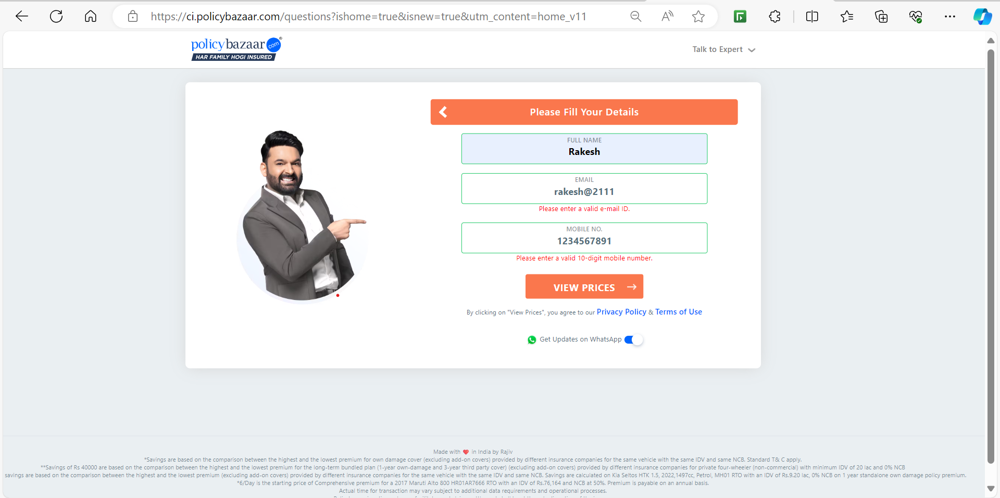 https://ci.policybazaar.com/questions?ishome=true&isnew=true&utm_content=home_v11
policybazaar.com®
HAR FAMILY HOGI INSURED
Talk to Expert
Please Fill Your Details
FULL NAME
Rakesh
EMAIL
rakesh@2111
Please enter a valid e-mail ID.
MOBILE NO.
1234567891
Please enter a valid 10-digit mobile number.
VIEW PRICES
By clicking on "View Prices", you agree to our Privacy Policy & Terms of Use
Get Updates on WhatsApp
Made with ❤ in India by Rajiv
*Savings are based on the comparison between the highest and the lowest premium for own damage cover (excluding add-on covers) provided by different insurance companies for the same vehicle with the same IDV and same NCB. Standard T& C apply.
**Savings of Rs 40000 are based on the comparison between the highest and the lowest premium for the long-term bundled plan (1-year own-damage and 3-year third party cover) (excluding add-on covers) provided by different insurance companies for private four-wheeler (non-commercial) with minimum IDV of 20 lac and 0% NCB
savings are based on the comparison between the highest and the lowest premium (excluding add-on covers) provided by different insurance companies for the same vehicle with the same IDV and same NCB. Savings are calculated on Kia Seltos HTK 1.5, 2022,1497cc, Petrol, MH01 RTO with an IDV of Rs.9.20 lac, 0% NCB on 1 year standalone own damage policy premium.
*6/Day is the starting price of Comprehensive premium for a 2017 Maruti Alto 800 HR01AR7666 RTO with an IDV of Rs.76,164 and NCB at 50%. Premium is payable on an annual basis.
Actual time for transaction may vary subject to additional data requirements and operational processes.